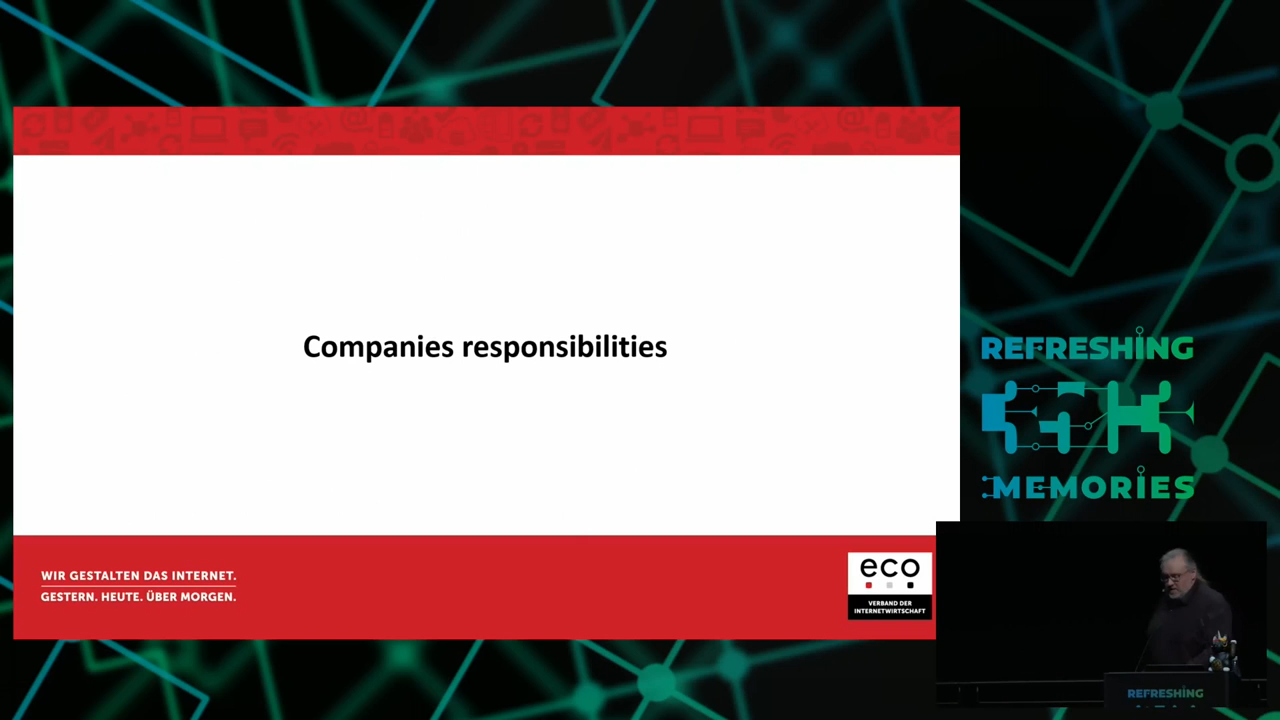 Companies responsibilities
WIR GESTALTEN DAS INTERNET.
GESTERN. HEUTE. ÜBER MORGEN.
eco
VERBAND DER
INTERNETWIRTSCHAFT
REFRESHING
MEMORIES
REFRESHING